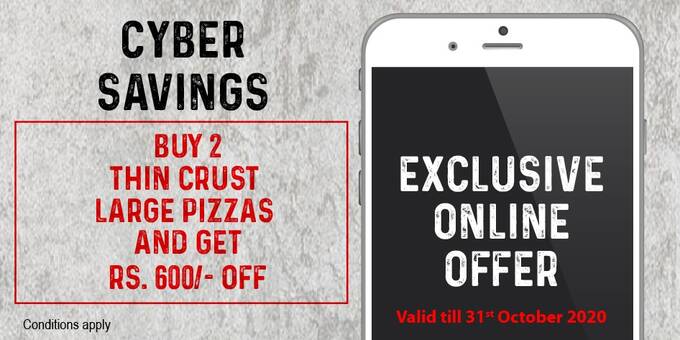 CYBER
SAVINGS
BUY 2
THIN CRUST
LARGE PIZZAS
AND GET
RS. 600/- OFF
Conditions apply
EXCLUSIVE
ONLINE
OFFER
Valid till 31st October 2020